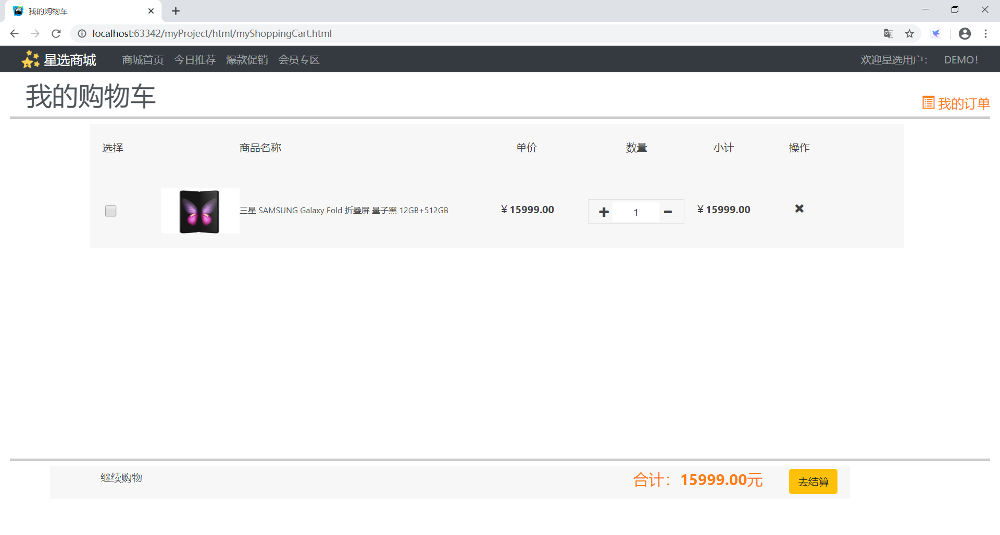 我的购物车
localhost:63342/myProject/html/myShoppingCart.html
星选商城 商城首页 今日推荐 爆款促销 会员专区 欢迎星选用户： DEMO！
我的购物车
我的订单
选择 商品名称 单价 数量 小计 操作
三星 SAMSUNG Galaxy Fold 折叠屏 量子黑 12GB+512GB ¥ 15999.00 1 ¥ 15999.00
继续购物 合计：15999.00元 去结算